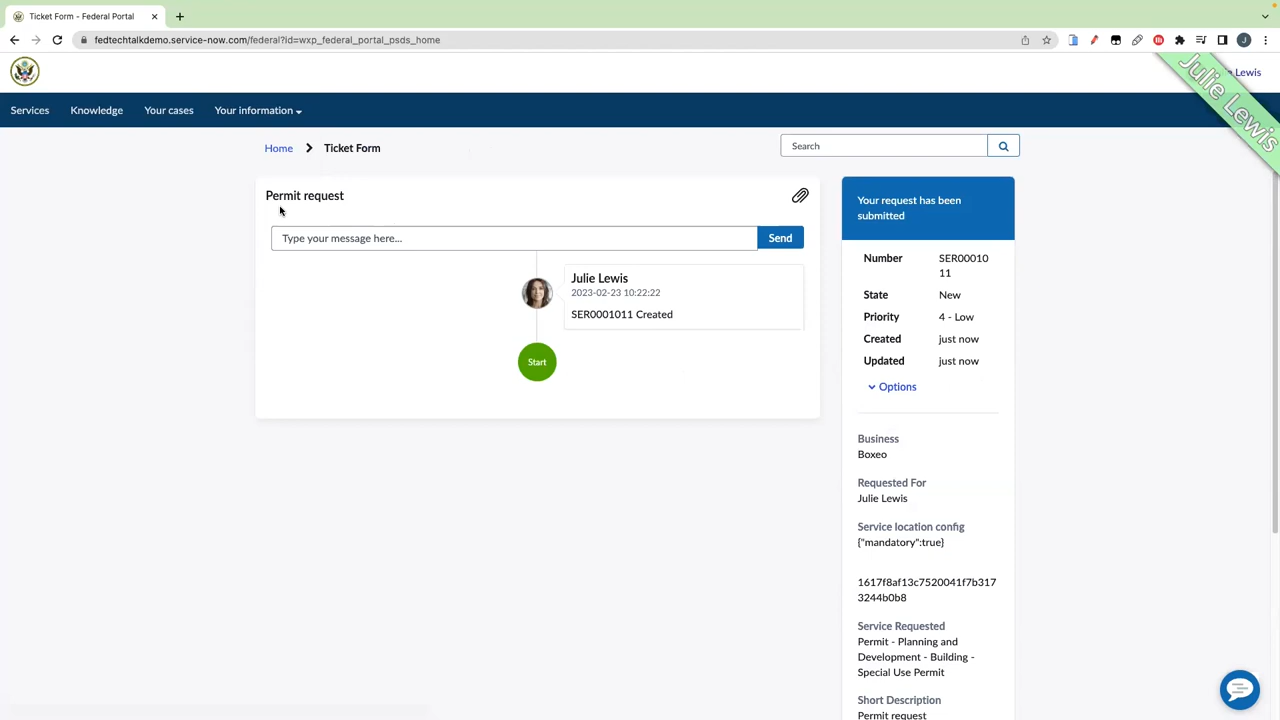 Ticket Form - Federal Portal
fedtechtalkdemo.service-now.com/federal?id=wxp_federal_portal_psds_home
J
Lewis
Julie Lewis
Services Knowledge Your cases Your information
Home Ticket Form
Search
Permit request
Type your message here...
Send
Julie Lewis
2023-02-23 10:22:22
SER0001011 Created
Start
Your request has been
submitted
Number SER00010
11
State New
Priority 4 - Low
Created just now
Updated just now
Options
Business
Boxeo
Requested For
Julie Lewis
Service location config
{"mandatory":true}
1617f8af13c7520041f7b317
3244b0b8
Service Requested
Permit - Planning and
Development - Building -
Special Use Permit
Short Description
Permit request